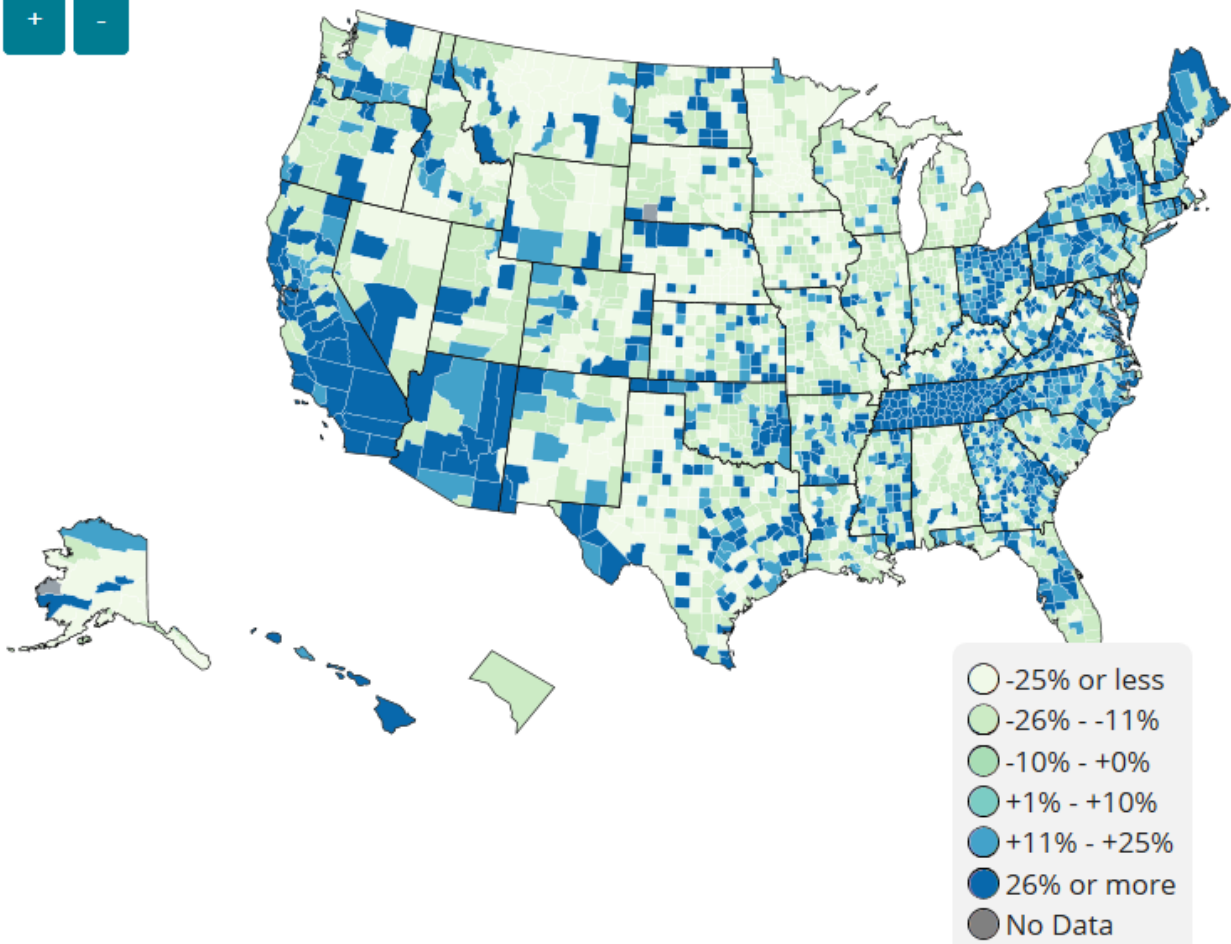 + -
-25% or less
-26% - -11%
-10% - +0%
+1% - +10%
+11% - +25%
26% or more
No Data